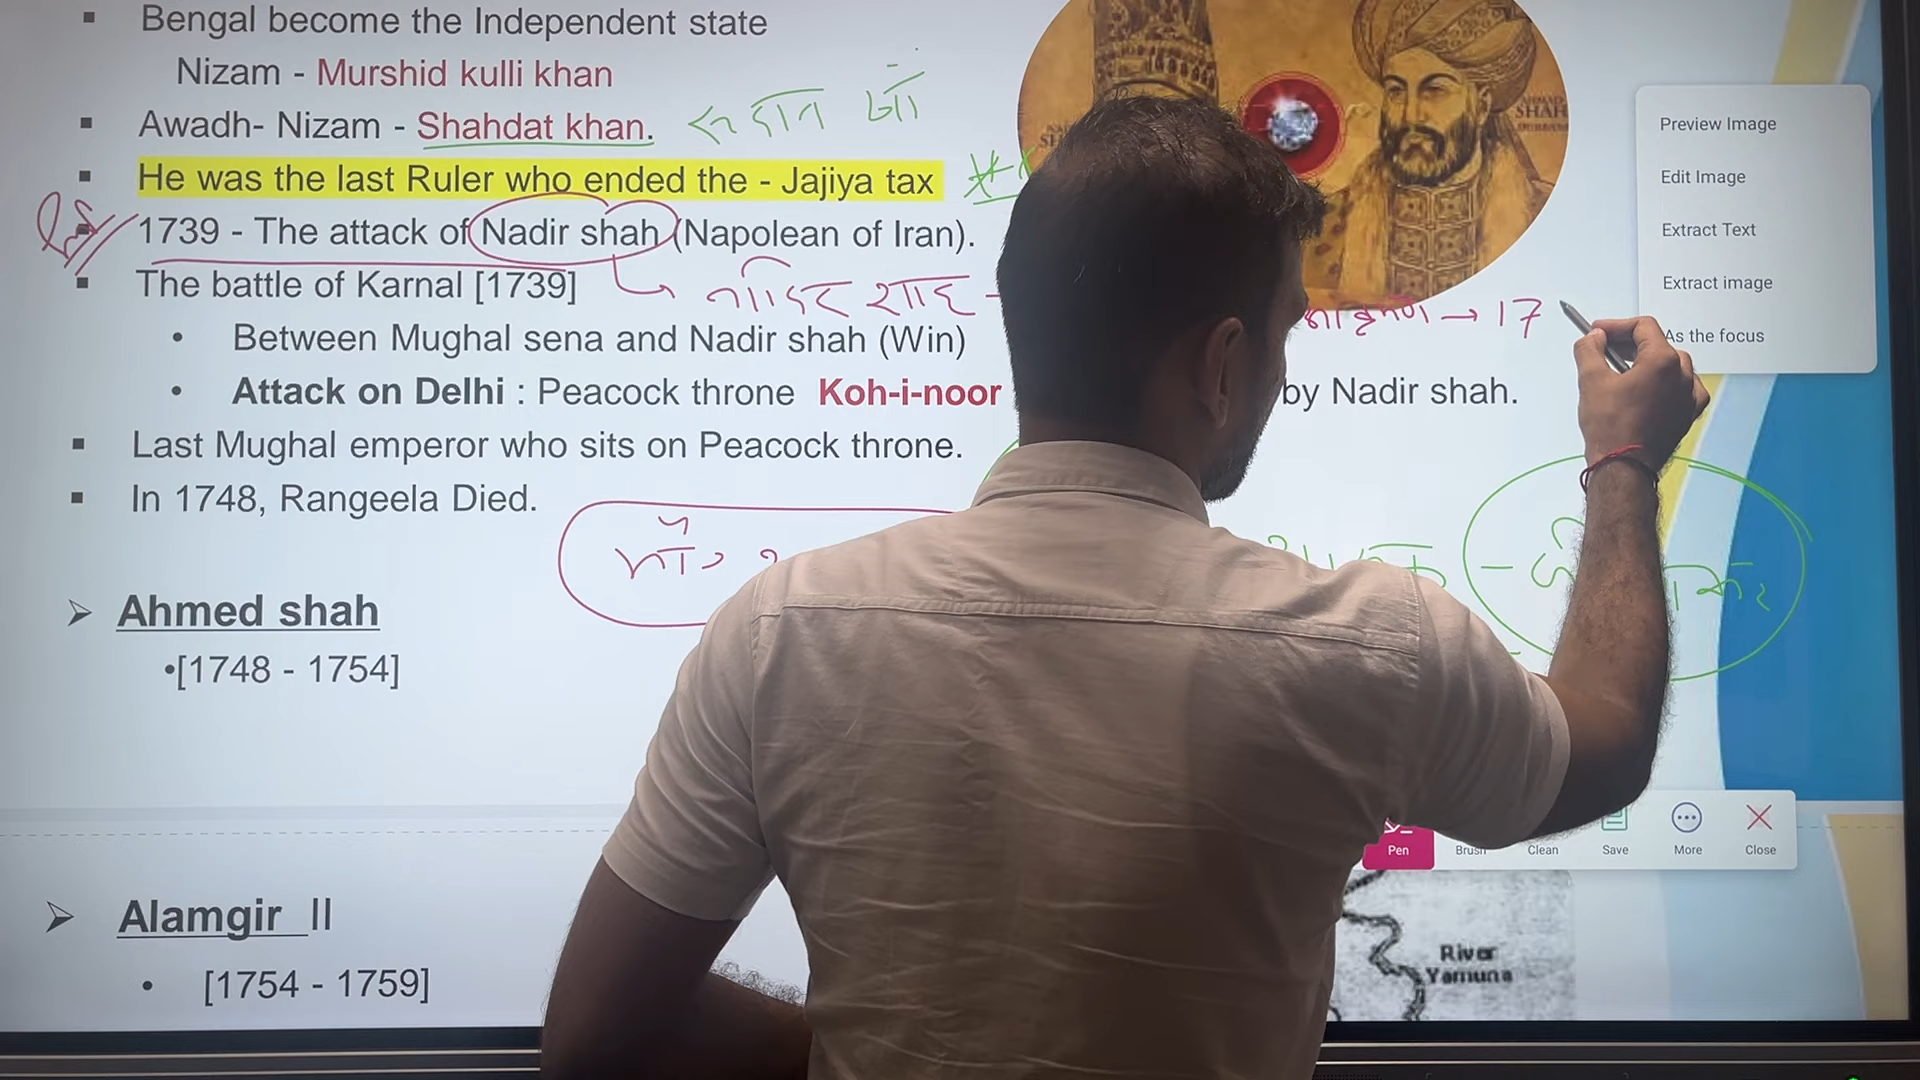 Bengal become the Independent state
Nizam - Murshid kulli khan
Awadh- Nizam - Shahdat khan.
He was the last Ruler who ended the - Jajiya tax
1739 - The attack of Nadir shah (Napolean of Iran).
The battle of Karnal [1739]
नादिर शाह -
आक्रमण → 17
Between Mughal sena and Nadir shah (Win)
Attack on Delhi : Peacock throne Koh-i-noor by Nadir shah.
Last Mughal emperor who sits on Peacock throne.
In 1748, Rangeela Died.
Ahmed shah
[1748 - 1754]
Alamgir II
[1754 - 1759]
SHAH
Preview Image
Edit Image
Extract Text
Extract image
As the focus
Pen
Brush
Clean
Save
More
Close
River
Yamuna